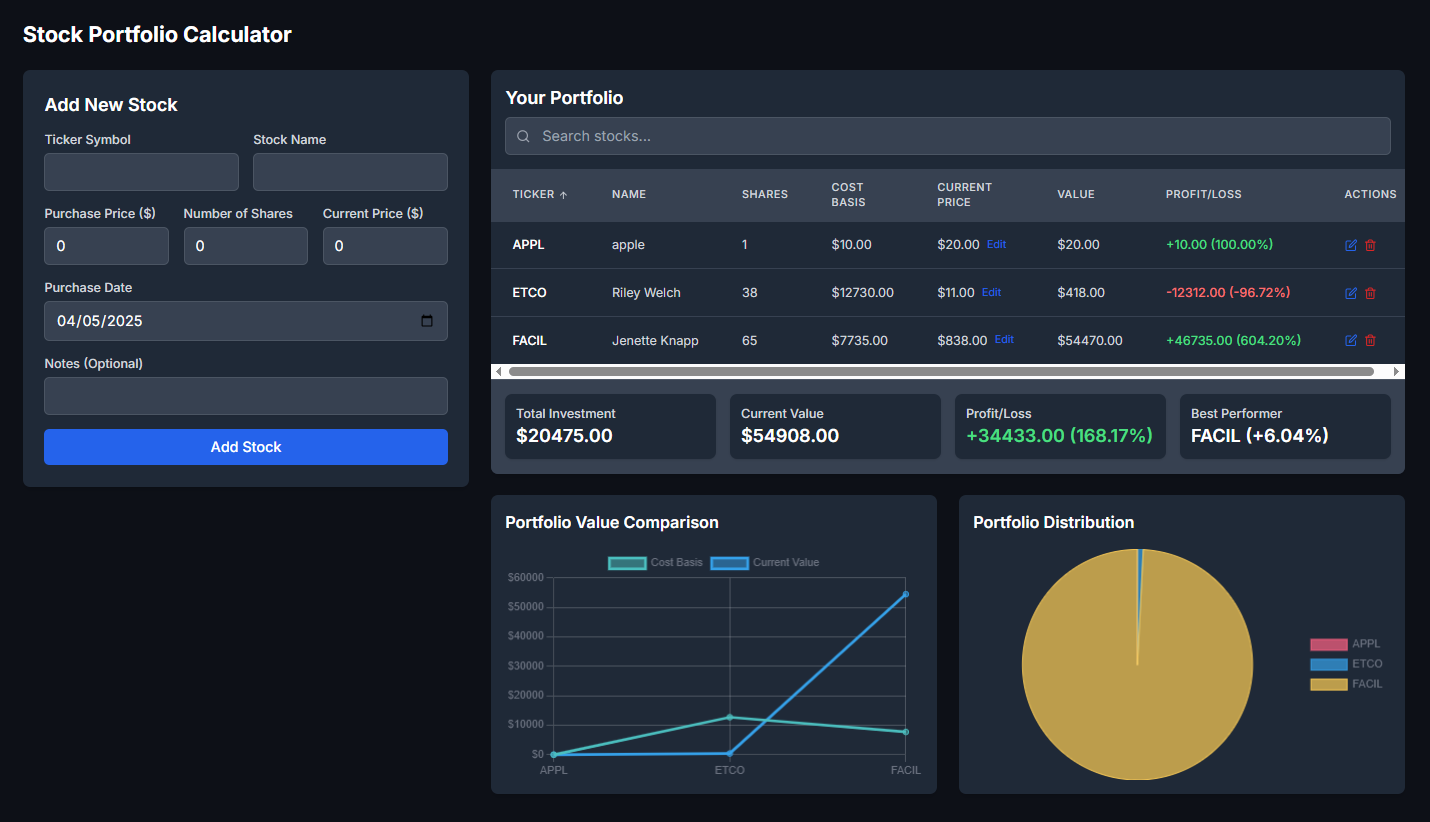 Stock Portfolio Calculator
Add New Stock
Ticker Symbol Stock Name
Purchase Price ($) Number of Shares Current Price ($)
0 0 0
Purchase Date
04/05/2025
Notes (Optional)
Add Stock
Your Portfolio
Search stocks...
TICKER ↑ NAME SHARES COST BASIS CURRENT PRICE VALUE PROFIT/LOSS ACTIONS
APPL apple 1 $10.00 $20.00 Edit $20.00 +10.00 (100.00%)
ETCO Riley Welch 38 $12730.00 $11.00 Edit $418.00 -12312.00 (-96.72%)
FACIL Jenette Knapp 65 $7735.00 $838.00 Edit $54470.00 +46735.00 (604.20%)
Total Investment Current Value Profit/Loss Best Performer
$20475.00 $54908.00 +34433.00 (168.17%) FACIL (+6.04%)
Portfolio Value Comparison
Cost Basis Current Value
$60000
$50000
$40000
$30000
$20000
$10000
$0
APPL ETCO FACIL
Portfolio Distribution
APPL
ETCO
FACIL